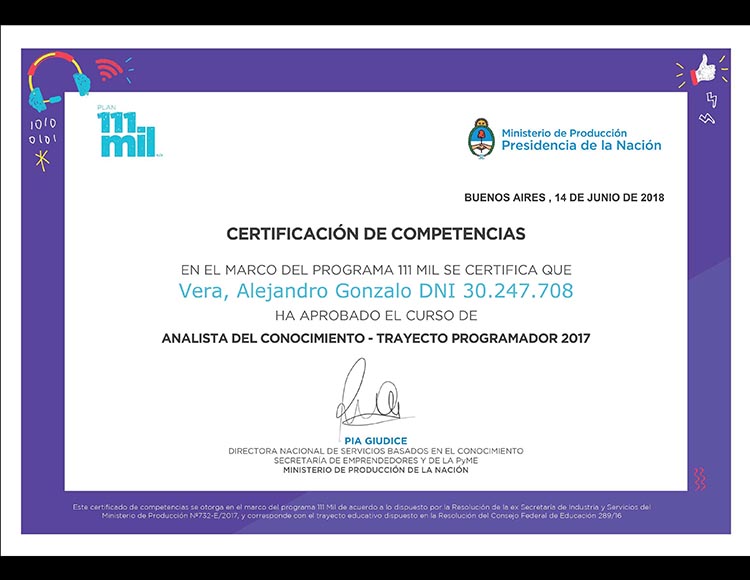 1010
0101
PLAN
111
mil
Ministerio de Producción
Presidencia de la Nación
BUENOS AIRES , 14 DE JUNIO DE 2018
CERTIFICACIÓN DE COMPETENCIAS
EN EL MARCO DEL PROGRAMA 111 MIL SE CERTIFICA QUE
Vera, Alejandro Gonzalo DNI 30.247.708
HA APROBADO EL CURSO DE
ANALISTA DEL CONOCIMIENTO - TRAYECTO PROGRAMADOR 2017
PIA GIUDICE
DIRECTORA NACIONAL DE SERVICIOS BASADOS EN EL CONOCIMIENTO
SECRETARÍA DE EMPRENDEDORES Y DE LA PyME
MINISTERIO DE PRODUCCIÓN DE LA NACIÓN
Este certificado de competencias se otorga en el marco del programa 111 Mil de acuerdo a lo dispuesto por la Resolución de la ex Secretaría de Industria y Servicios del
Ministerio de Producción Nº732-E/2017, y corresponde con el trayecto educativo dispuesto en la Resolución del Consejo Federal de Educación 289/16